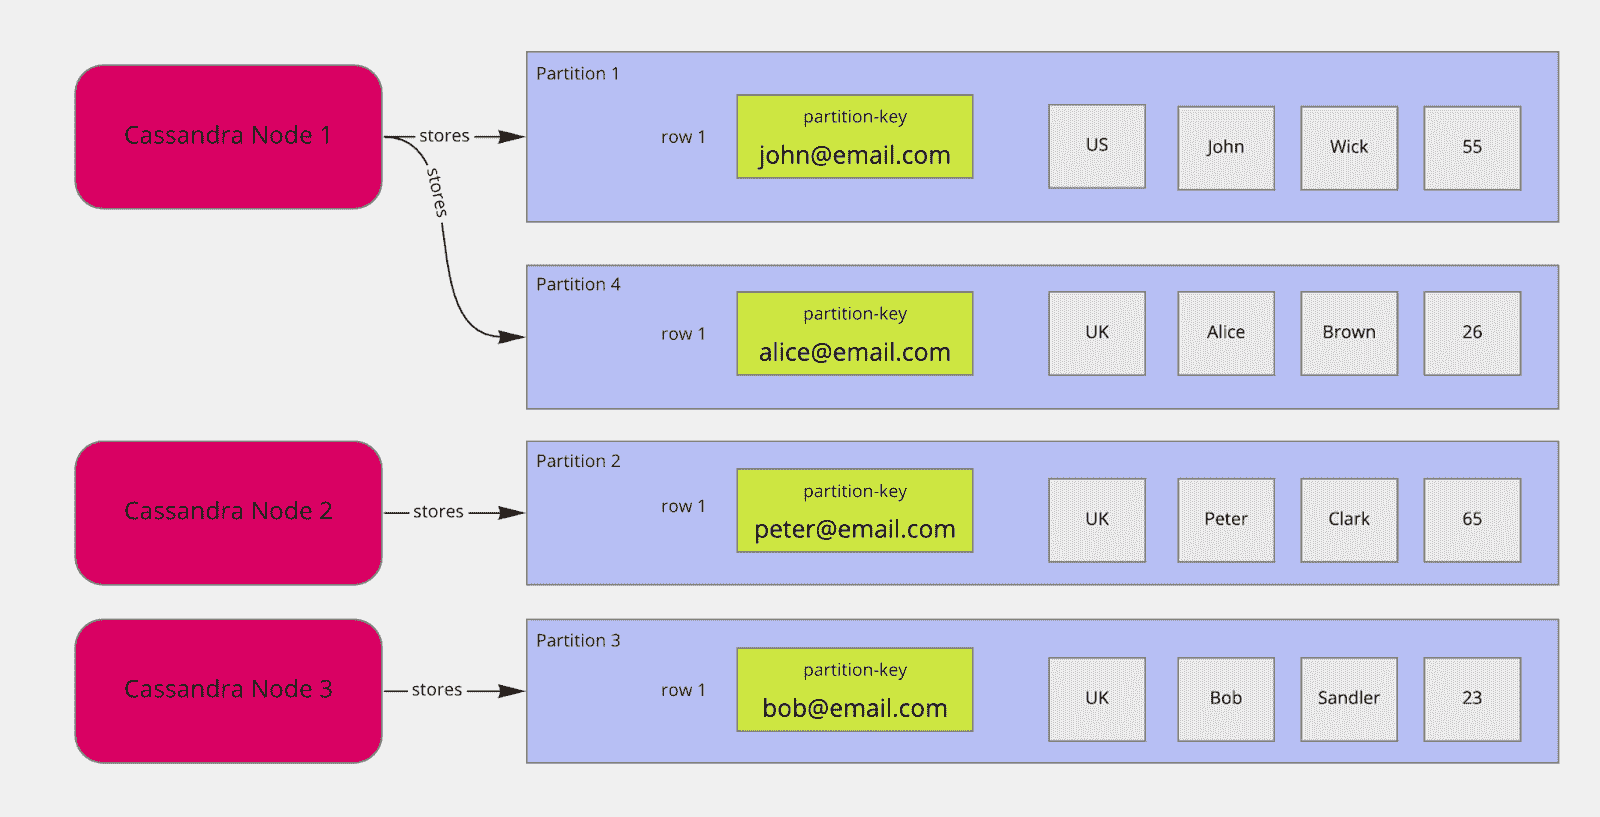 Partition 1
Cassandra Node 1
stores
row 1
partition-key
john@email.com
US
John
Wick
55
stores
Partition 4
row 1
partition-key
alice@email.com
UK
Alice
Brown
26
Partition 2
Cassandra Node 2
stores
row 1
partition-key
peter@email.com
UK
Peter
Clark
65
Partition 3
Cassandra Node 3
stores
row 1
partition-key
bob@email.com
UK
Bob
Sandler
23